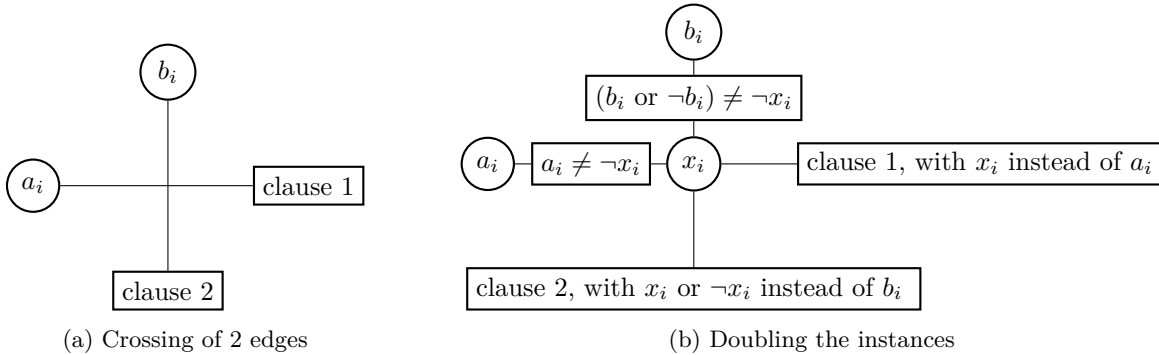 b_i
a_i
clause 1
clause 2
(a) Crossing of 2 edges
b_i
(b_i or ¬b_i) ≠ ¬x_i
a_i
a_i ≠ ¬x_i
x_i
clause 1, with x_i instead of a_i
clause 2, with x_i or ¬x_i instead of b_i
(b) Doubling the instances